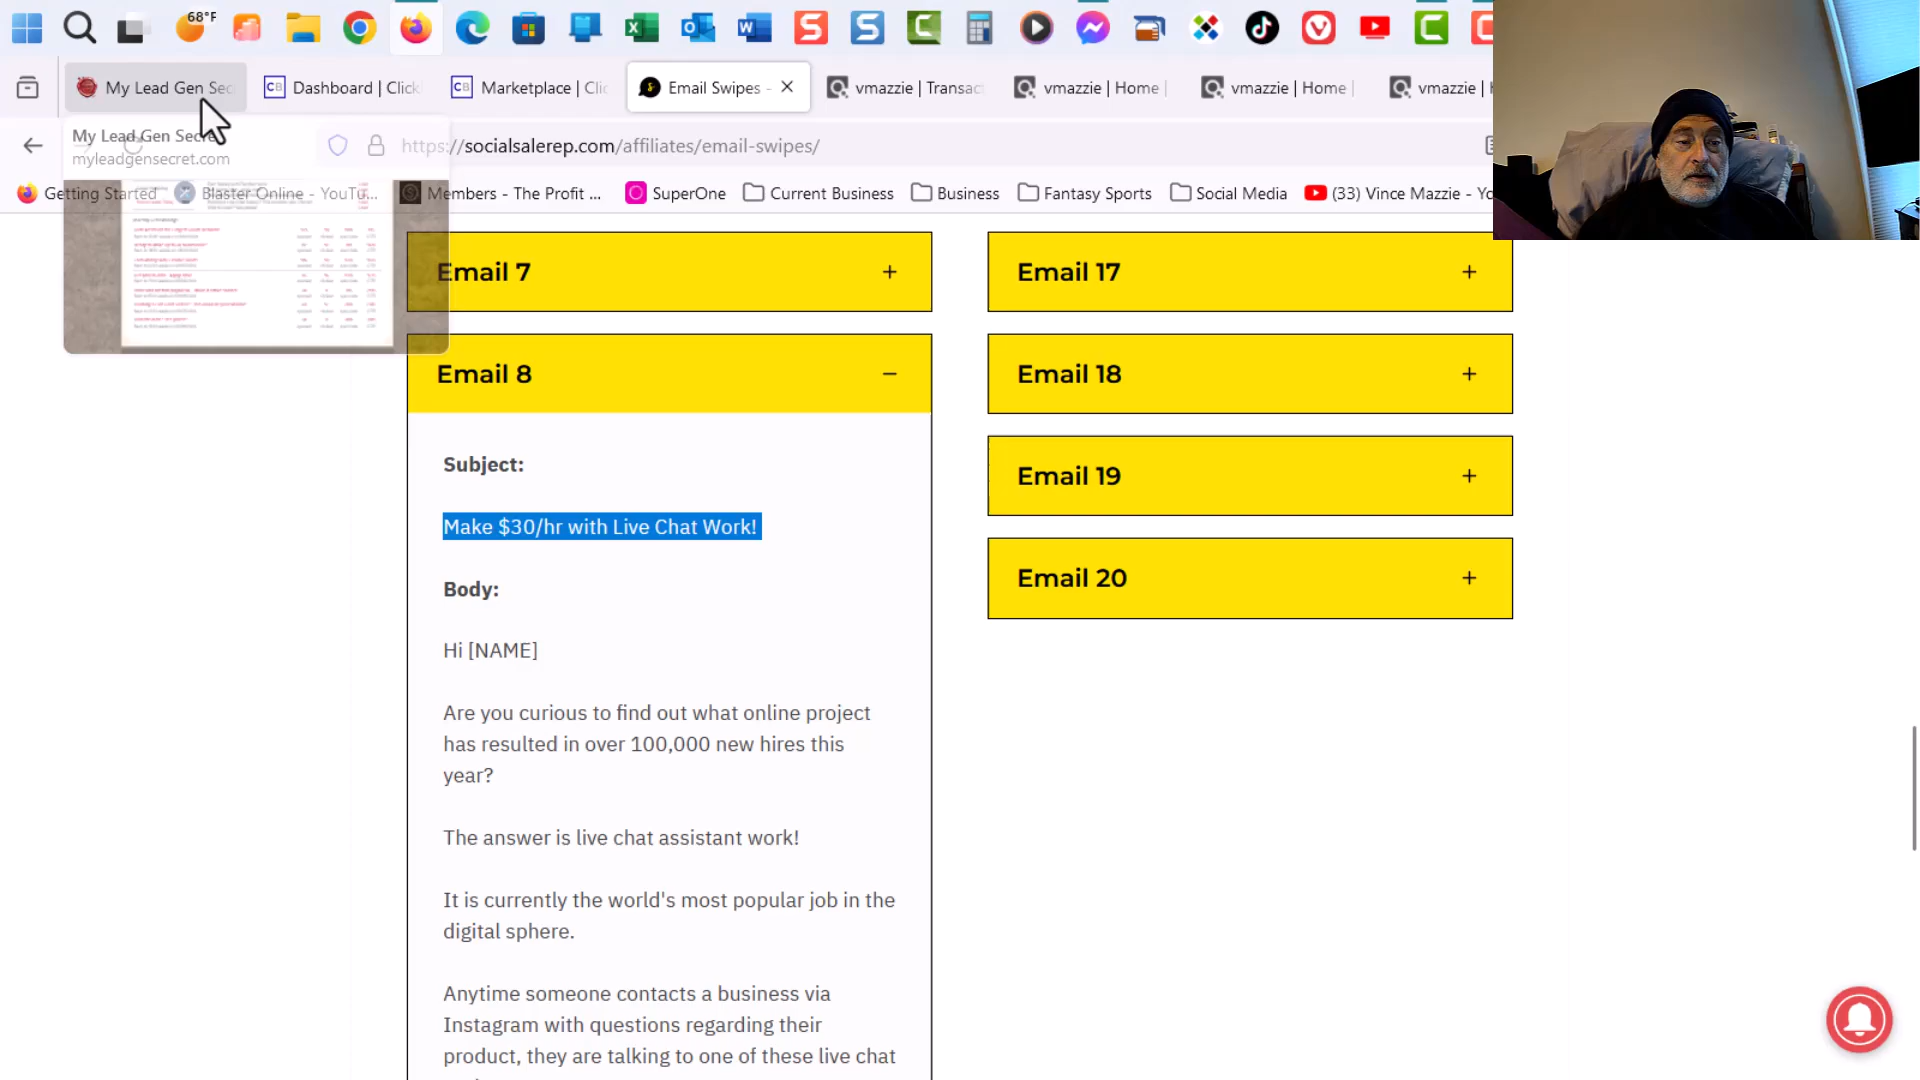 68°F
My Lead Gen Sec
Dashboard | Click
Marketplace | Clic
Email Swipes -
vmazzie | Transac
vmazzie | Home |
vmazzie | Home |
vmazzie | H
My Lead Gen Secre
myleadgensecret.com
https://socialsalerep.com/affiliates/email-swipes/
Getting Started
Blaster Online - YouTu...
Members - The Profit ...
SuperOne
Current Business
Business
Fantasy Sports
Social Media
(33) Vince Mazzie - Yo
Email 7
Email 17
Email 8
Email 18
Subject:
Email 19
Make $30/hr with Live Chat Work!
Email 20
Body:
Hi [NAME]
Are you curious to find out what online project
has resulted in over 100,000 new hires this
year?
The answer is live chat assistant work!
It is currently the world's most popular job in the
digital sphere.
Anytime someone contacts a business via
Instagram with questions regarding their
product, they are talking to one of these live chat